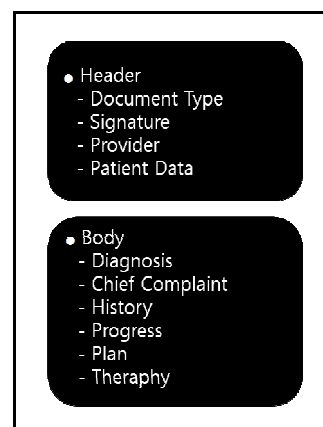 ● Header
- Document Type
- Signature
- Provider
- Patient Data
● Body
- Diagnosis
- Chief Complaint
- History
- Progress
- Plan
- Theraphy